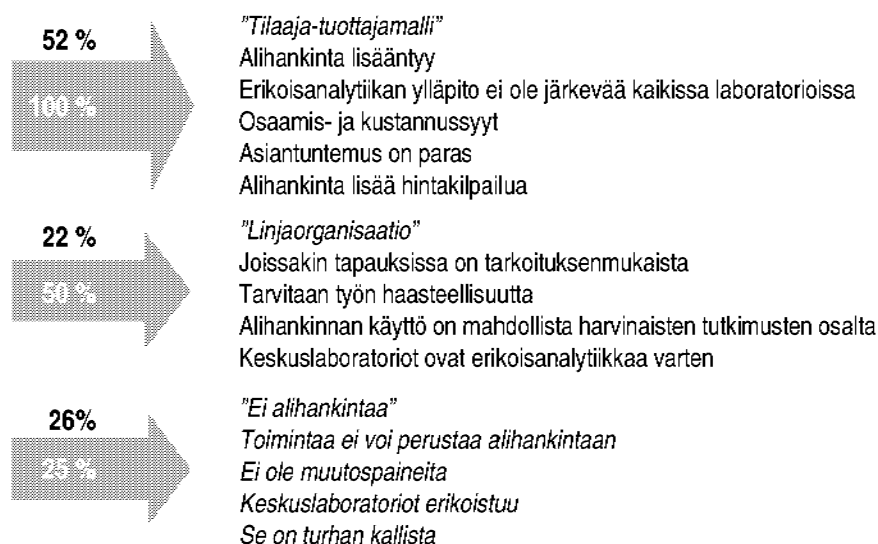 52 %
100 %
"Tilaaja-tuottajamalli"
Alihankinta lisääntyy
Erikoisanalytiikan ylläpito ei ole järkevää kaikissa laboratorioissa
Osaamis- ja kustannussyyt
Asiantuntemus on paras
Alihankinta lisää hintakilpailua
22 %
50 %
"Linjaorganisaatio"
Joissakin tapauksissa on tarkoituksenmukaista
Tarvitaan työn haasteellisuutta
Alihankinnan käyttö on mahdollista harvinaisten tutkimusten osalta
Keskuslaboratoriot ovat erikoisanalytiikkaa varten
26%
25 %
"Ei alihankintaa"
Toimintaa ei voi perustaa alihankintaan
Ei ole muutospaineita
Keskuslaboratoriot erikoistuu
Se on turhan kallista